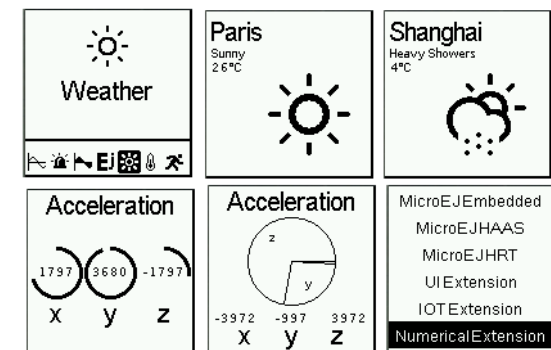 Weather
Ej
Paris
Sunny
26°C
Shanghai
Heavy Showers
4°C
Acceleration
1797 3680 -1797
x y z
Acceleration
z
y
-3972 -997 3972
x y z
MicroEJEmbedded
MicroEJHAAS
MicroEJHRT
UIExtension
IOTExtension
NumericalExtension